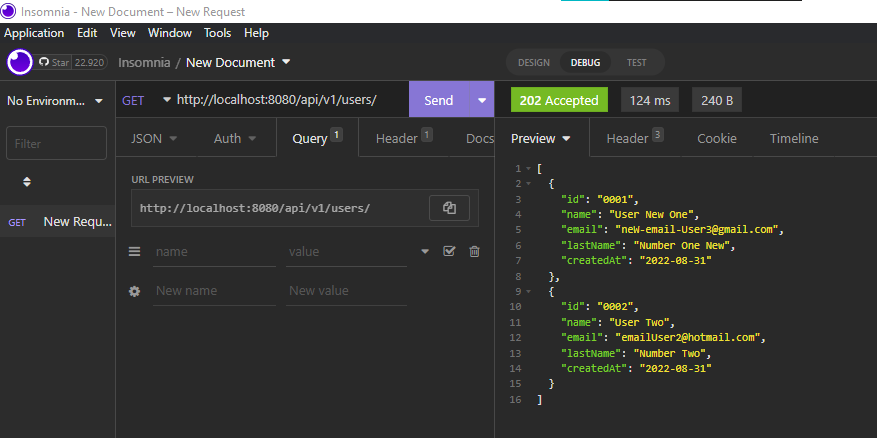 Insomnia - New Document – New Request
Application Edit View Window Tools Help
Star 22.920 Insomnia / New Document DESIGN DEBUG TEST
No Environm... GET http://localhost:8080/api/v1/users/ Send 202 Accepted 124 ms 240 B
Filter JSON Auth Query 1 Header 1 Docs Preview Header 3 Cookie Timeline
GET New Requ...
URL PREVIEW
http://localhost:8080/api/v1/users/
name value
New name New value
1 [
2 {
3 "id": "0001",
4 "name": "User New One",
5 "email": "neW-email-User3@gmail.com",
6 "lastName": "Number One New",
7 "createdAt": "2022-08-31"
8 },
9 {
10 "id": "0002",
11 "name": "User Two",
12 "email": "emailUser2@hotmail.com",
13 "lastName": "Number Two",
14 "createdAt": "2022-08-31"
15 }
16 ]